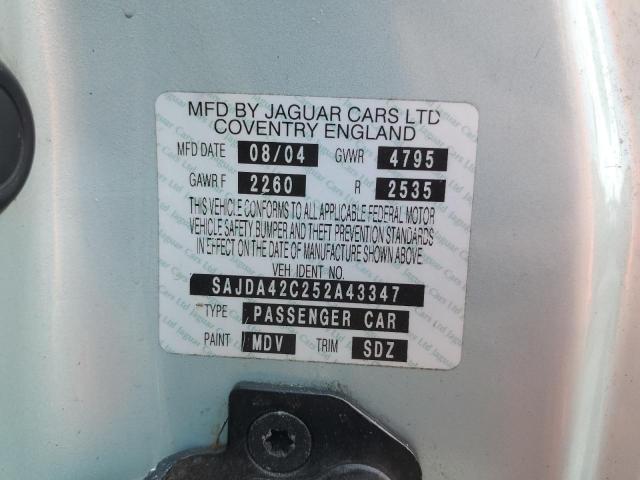 MFD BY JAGUAR CARS LTD
COVENTRY ENGLAND
MFD DATE 08/04 GVWR 4795
GAWR F 2260 R 2535
THIS VEHICLE CONFORMS TO ALL APPLICABLE FEDERAL MOTOR
VEHICLE SAFETY BUMPER AND THEFT PREVENTION STANDARDS
IN EFFECT ON THE DATE OF MANUFACTURE SHOWN ABOVE.
VEH IDENT NO.
SAJDA42C252A43347
TYPE PASSENGER CAR
PAINT MDV TRIM SDZ